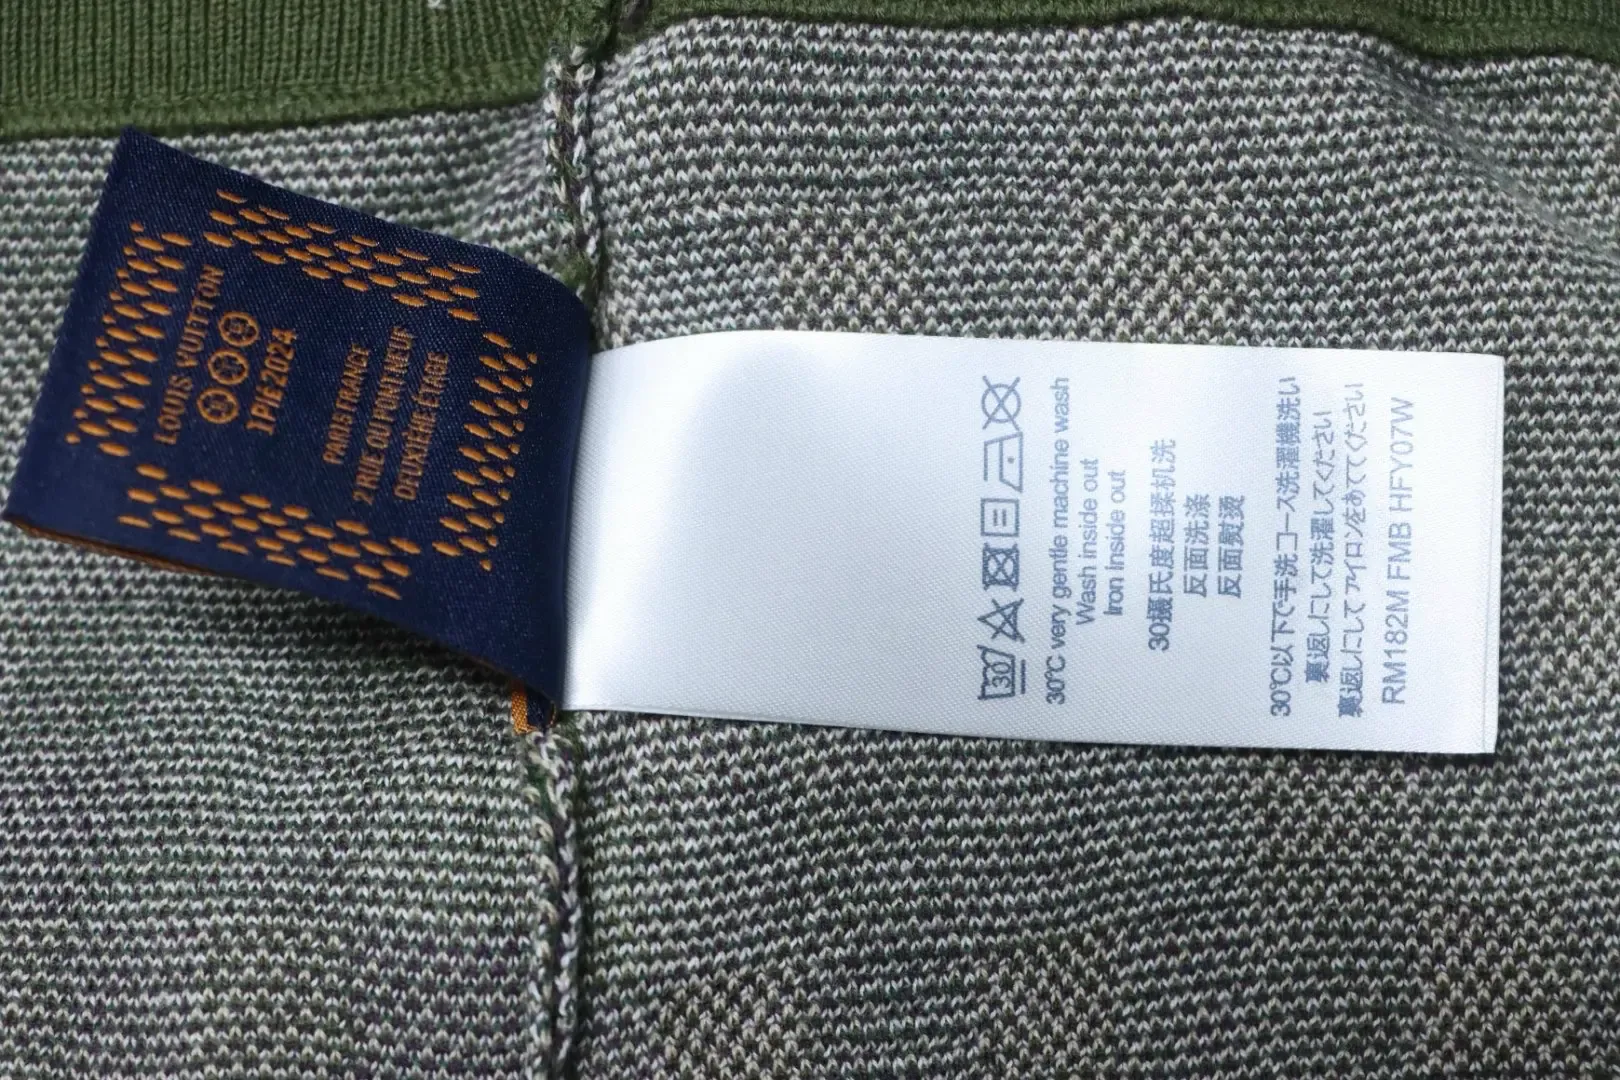 LOUIS VUITTON
1PIE2024
PARIS FRANCE
2 RUE DU PONT NEUF
DEUXIEME ETAGE
30
30°C very gentle machine wash
Wash inside out
Iron inside out
30摄氏度超揉机洗
反面洗涤
反面熨烫
30°C以下で手洗コース洗濯機洗い
裏返しにして洗濯してください
裏返しにしてアイロンをあててください
RM182M FMB HFY07W